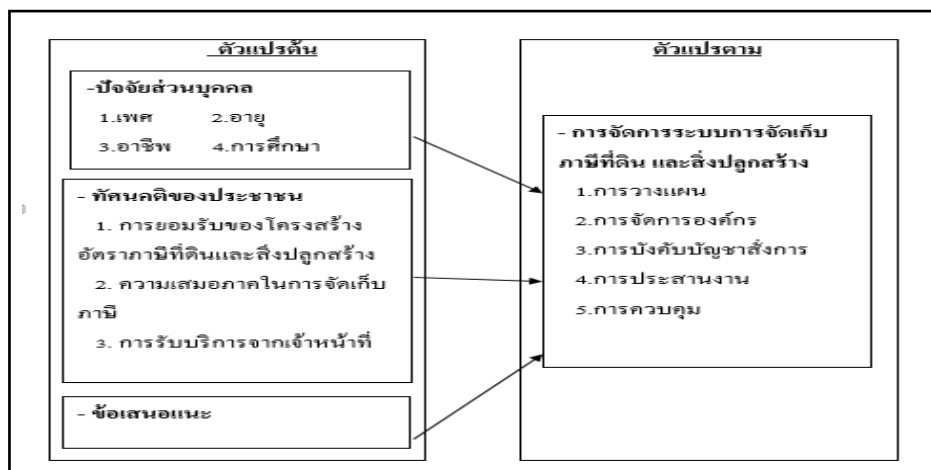 ตัวแปรต้น
-ปัจจัยส่วนบุคคล
1.เพศ 2.อายุ
3.อาชีพ 4.การศึกษา
- ทัศนคติของประชาชน
1. การยอมรับของโครงสร้าง
อัตราภาษีที่ดินและสิ่งปลูกสร้าง
2. ความเสมอภาคในการจัดเก็บ
ภาษี
3. การรับบริการจากเจ้าหน้าที่
- ข้อเสนอแนะ
ตัวแปรตาม
- การจัดการระบบการจัดเก็บ
ภาษีที่ดิน และสิ่งปลูกสร้าง
1.การวางแผน
2.การจัดการองค์กร
3.การบังคับบัญชาสั่งการ
4.การประสานงาน
5.การควบคุม